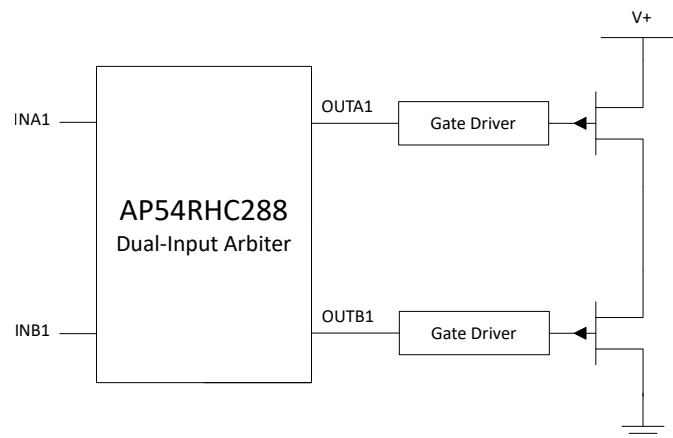 V+
INA1
OUTA1
Gate Driver
AP54RHC288
Dual-Input Arbiter
INB1
OUTB1
Gate Driver